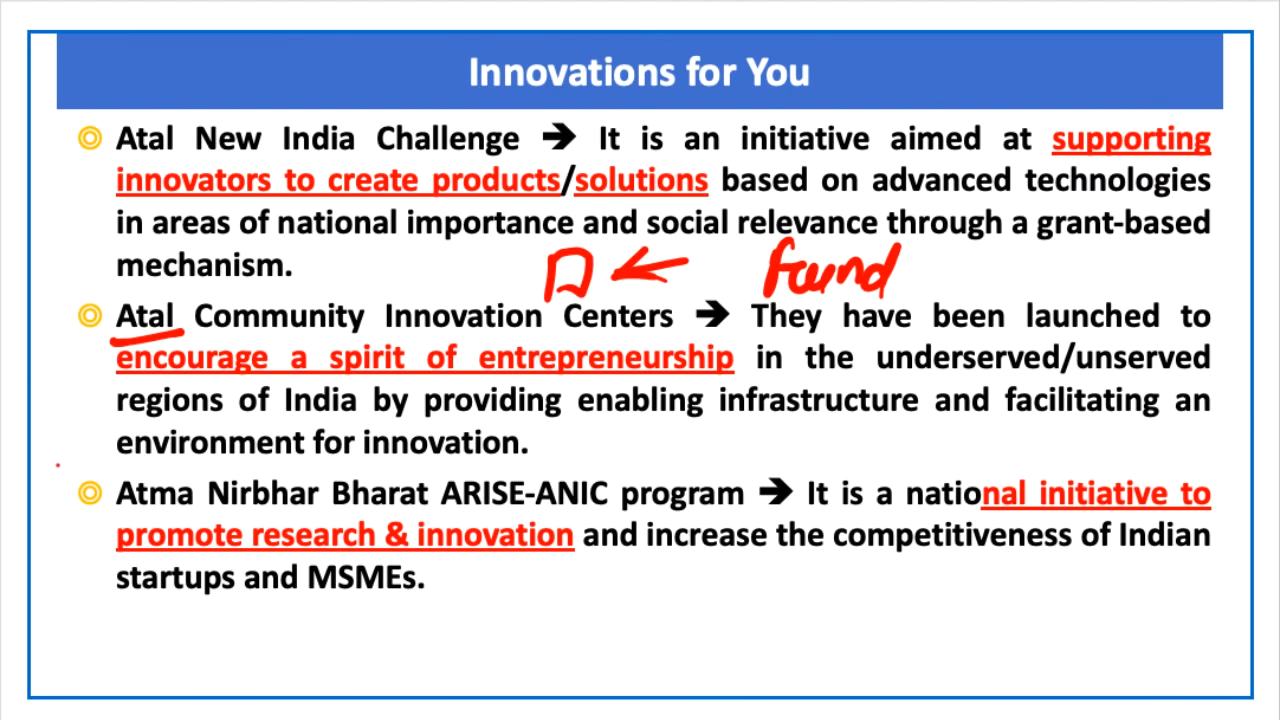 Innovations for You
◎ Atal New India Challenge ➔ It is an initiative aimed at supporting
innovators to create products/solutions based on advanced technologies
in areas of national importance and social relevance through a grant-based
mechanism.
← Fund
◎ Atal Community Innovation Centers ➔ They have been launched to
encourage a spirit of entrepreneurship in the underserved/unserved
regions of India by providing enabling infrastructure and facilitating an
environment for innovation.
◎ Atma Nirbhar Bharat ARISE-ANIC program ➔ It is a national initiative to
promote research & innovation and increase the competitiveness of Indian
startups and MSMEs.